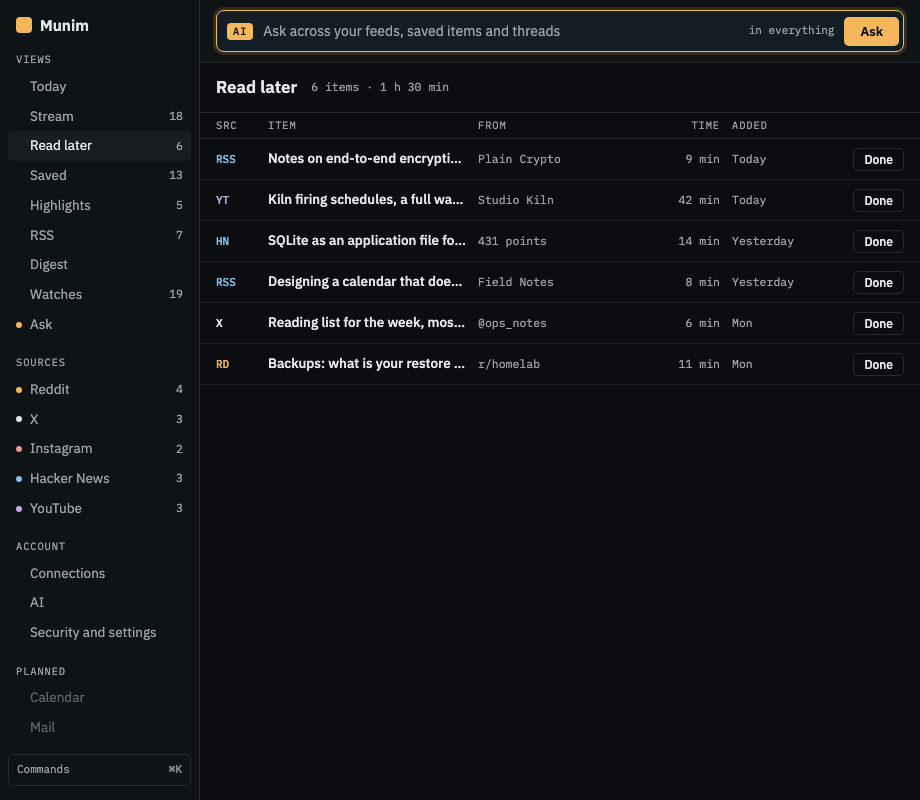 Munim
VIEWS
Today
Stream 18
Read later 6
Saved 13
Highlights 5
RSS 7
Digest
Watches 19
Ask
SOURCES
Reddit 4
X 3
Instagram 2
Hacker News 3
YouTube 3
ACCOUNT
Connections
AI
Security and settings
PLANNED
Calendar
Mail
Commands ⌘K
AI Ask across your feeds, saved items and threads in everything Ask
Read later 6 items · 1 h 30 min
SRC ITEM FROM TIME ADDED
RSS Notes on end-to-end encrypti... Plain Crypto 9 min Today Done
YT Kiln firing schedules, a full wa... Studio Kiln 42 min Today Done
HN SQLite as an application file fo... 431 points 14 min Yesterday Done
RSS Designing a calendar that doe... Field Notes 8 min Yesterday Done
X Reading list for the week, mos... @ops_notes 6 min Mon Done
RD Backups: what is your restore ... r/homelab 11 min Mon Done